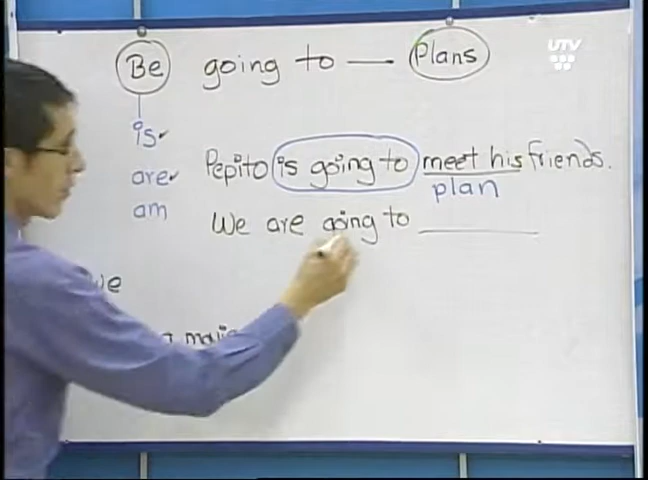 Be going to — Plans
UTV
is✓
are✓
am
Pepito is going to meet his friends.
plan
We are going to ________